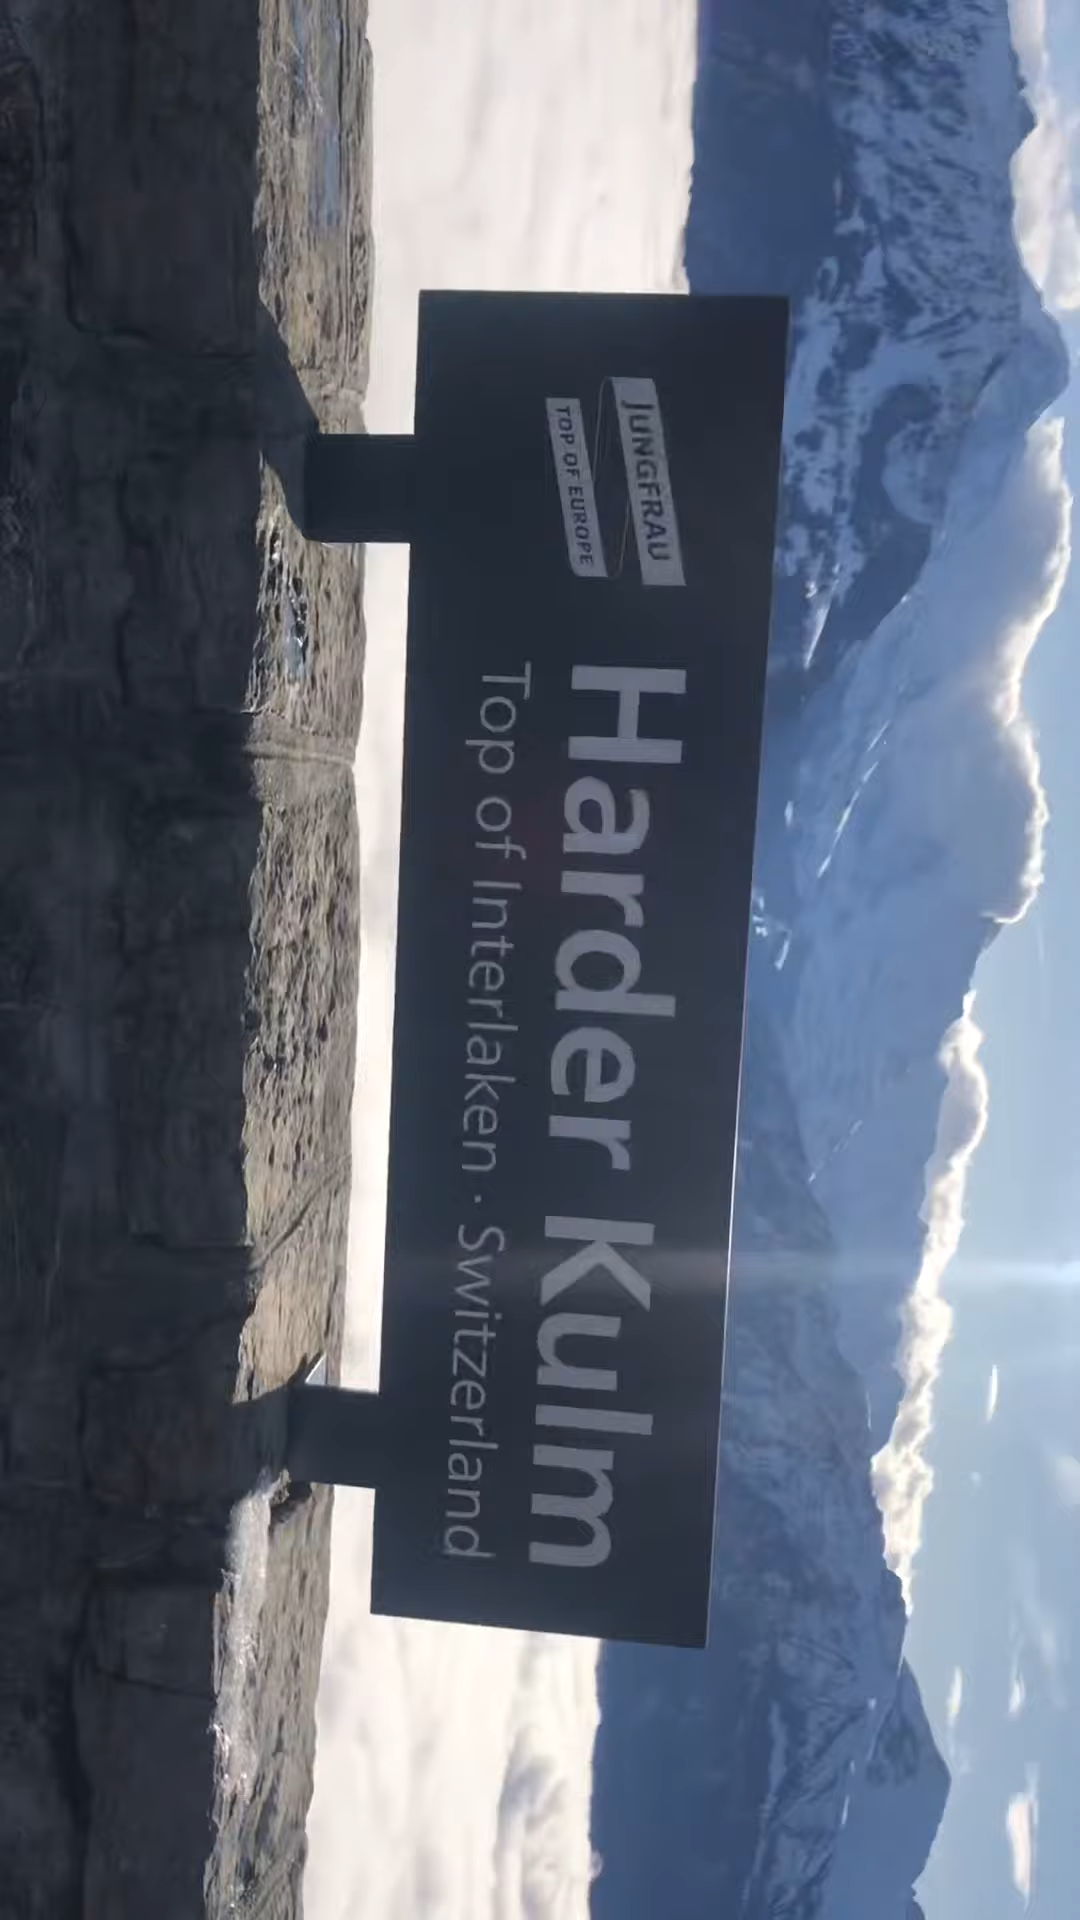 JUNGFRAU
TOP OF EUROPE
Harder Kulm
Top of Interlaken · Switzerland